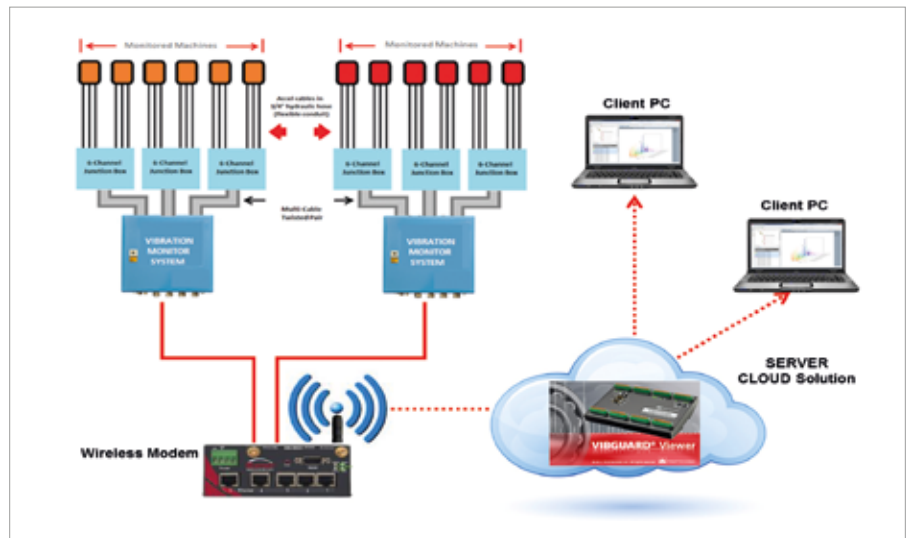 Monitored Machines
Monitored Machines
Accel cables in
3/4" hydraulic hose
(flexible conduit)
6-Channel
Junction Box
6-Channel
Junction Box
6-Channel
Junction Box
6-Channel
Junction Box
6-Channel
Junction Box
6-Channel
Junction Box
Multi-Cable
Twisted Pair
VIBRATION
MONITOR
SYSTEM
VIBRATION
MONITOR
SYSTEM
Client PC
Client PC
SERVER
CLOUD Solution
VIBGUARD® Viewer
Wireless Modem
Ethernet